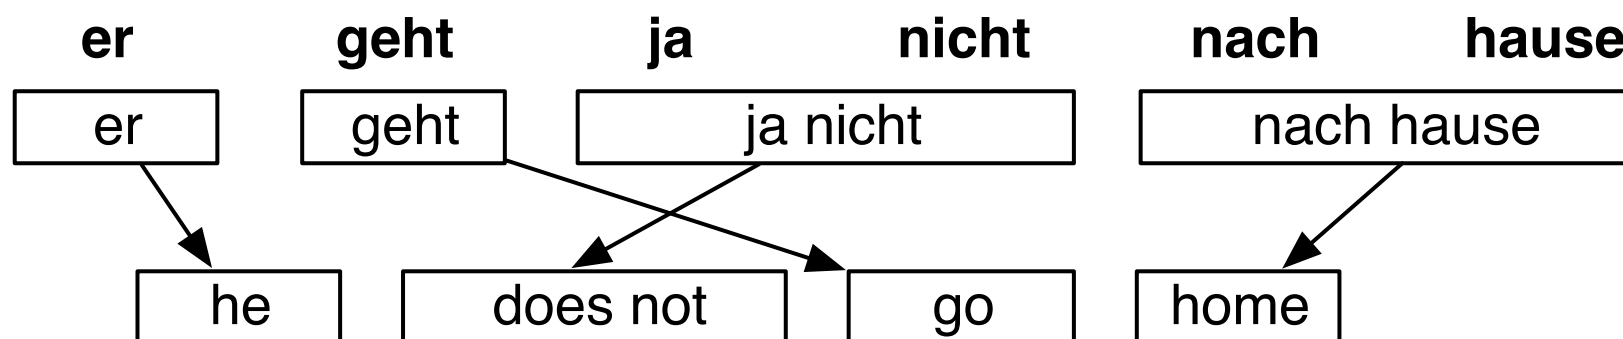 er geht ja nicht nach hause
er geht ja nicht nach hause
he does not go home